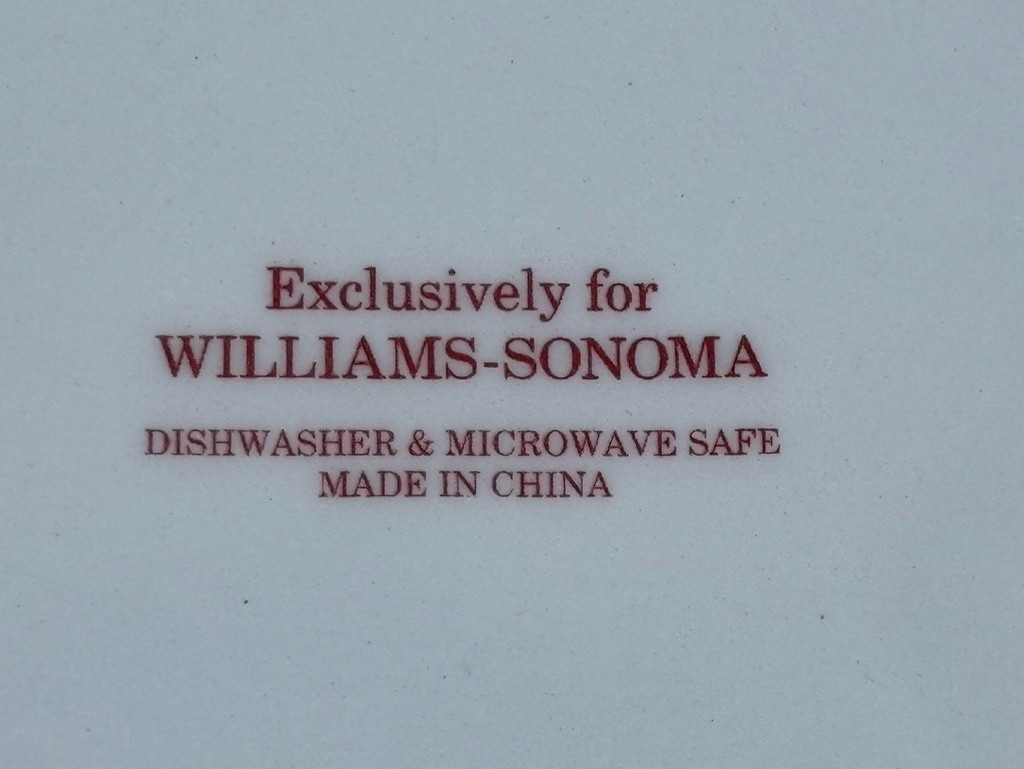 Exclusively for
WILLIAMS-SONOMA
DISHWASHER & MICROWAVE SAFE
MADE IN CHINA